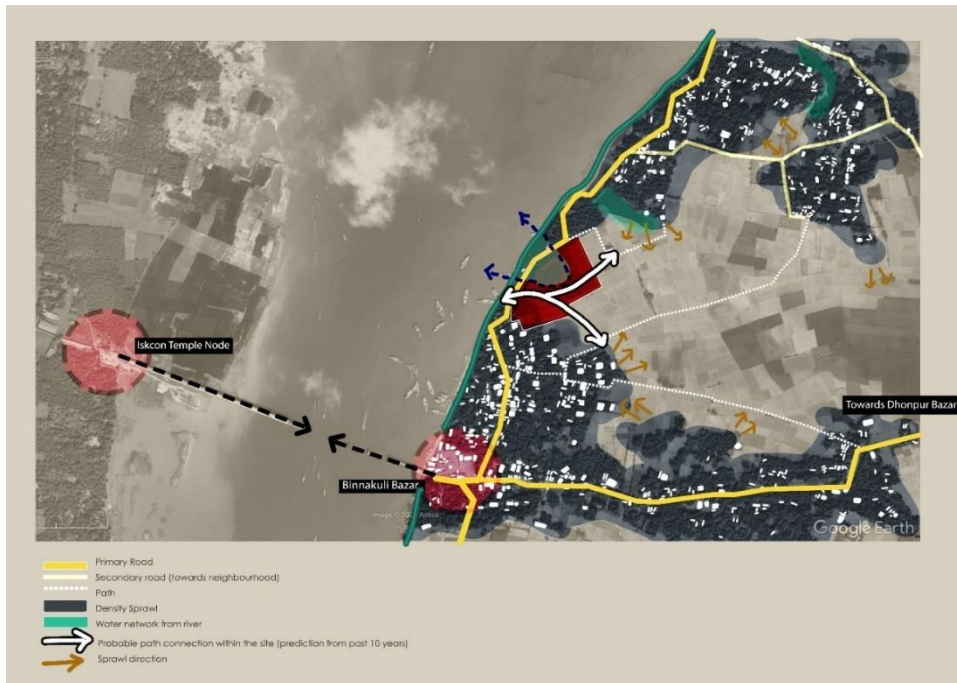 Iskcon Temple Node
Towards Dhonpur Bazar
Binnakuli Bazar
Google Earth
Primary Road
Secondary road (towards neighbourhood)
Path
Density Sprawl
Water network from river
Probable path connection within the site (prediction from past 10 years)
Sprawl direction